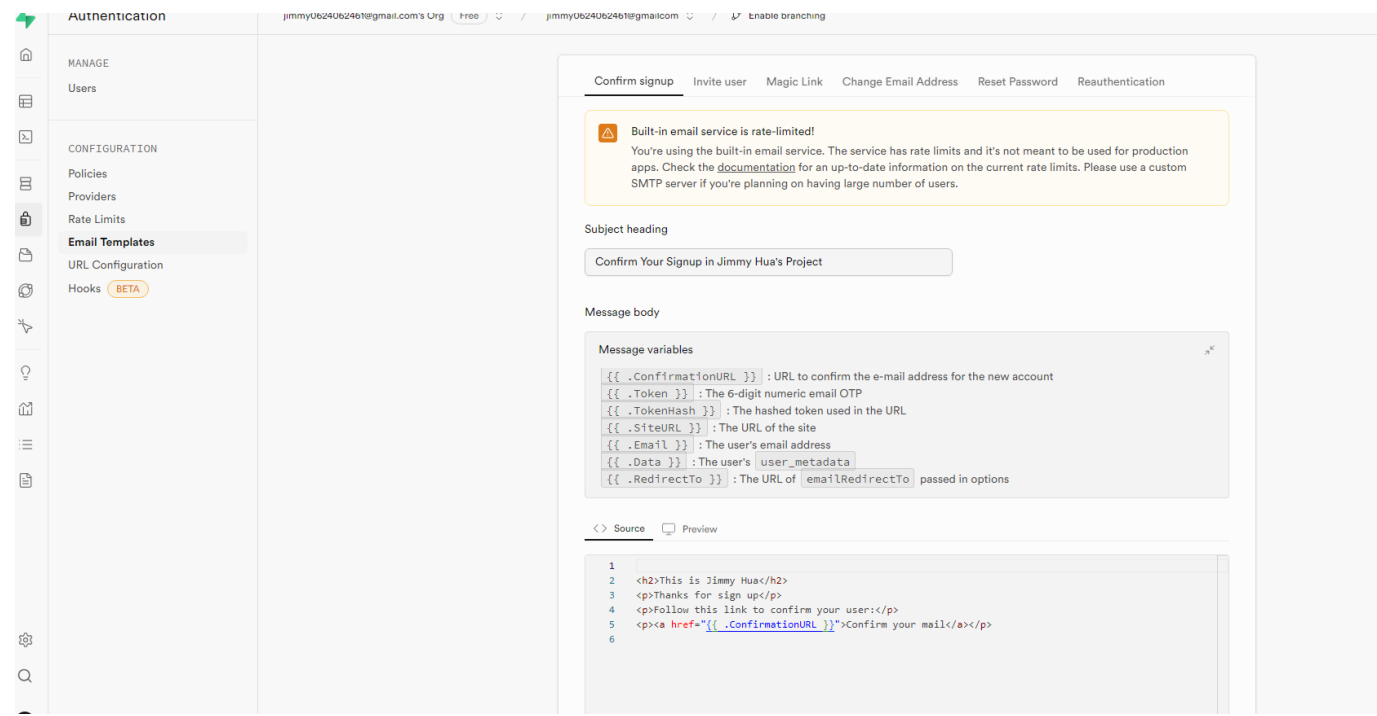 Authentication
jimmy0624062461@gmail.com's Org Free / jimmy0624062461@gmailcom / Enable branching
MANAGE
Users
CONFIGURATION
Policies
Providers
Rate Limits
Email Templates
URL Configuration
Hooks BETA
Confirm signup Invite user Magic Link Change Email Address Reset Password Reauthentication
Built-in email service is rate-limited!
You're using the built-in email service. The service has rate limits and it's not meant to be used for production
apps. Check the documentation for an up-to-date information on the current rate limits. Please use a custom
SMTP server if you're planning on having large number of users.
Subject heading
Confirm Your Signup in Jimmy Hua's Project
Message body
Message variables
{{ .ConfirmationURL }} : URL to confirm the e-mail address for the new account
{{ .Token }} : The 6-digit numeric email OTP
{{ .TokenHash }} : The hashed token used in the URL
{{ .SiteURL }} : The URL of the site
{{ .Email }} : The user's email address
{{ .Data }} : The user's user_metadata
{{ .RedirectTo }} : The URL of emailRedirectTo passed in options
<> Source Preview
1
2 <h2>This is Jimmy Hua</h2>
3 <p>Thanks for sign up</p>
4 <p>Follow this link to confirm your user:</p>
5 <p><a href="{{ .ConfirmationURL }}">Confirm your mail</a></p>
6